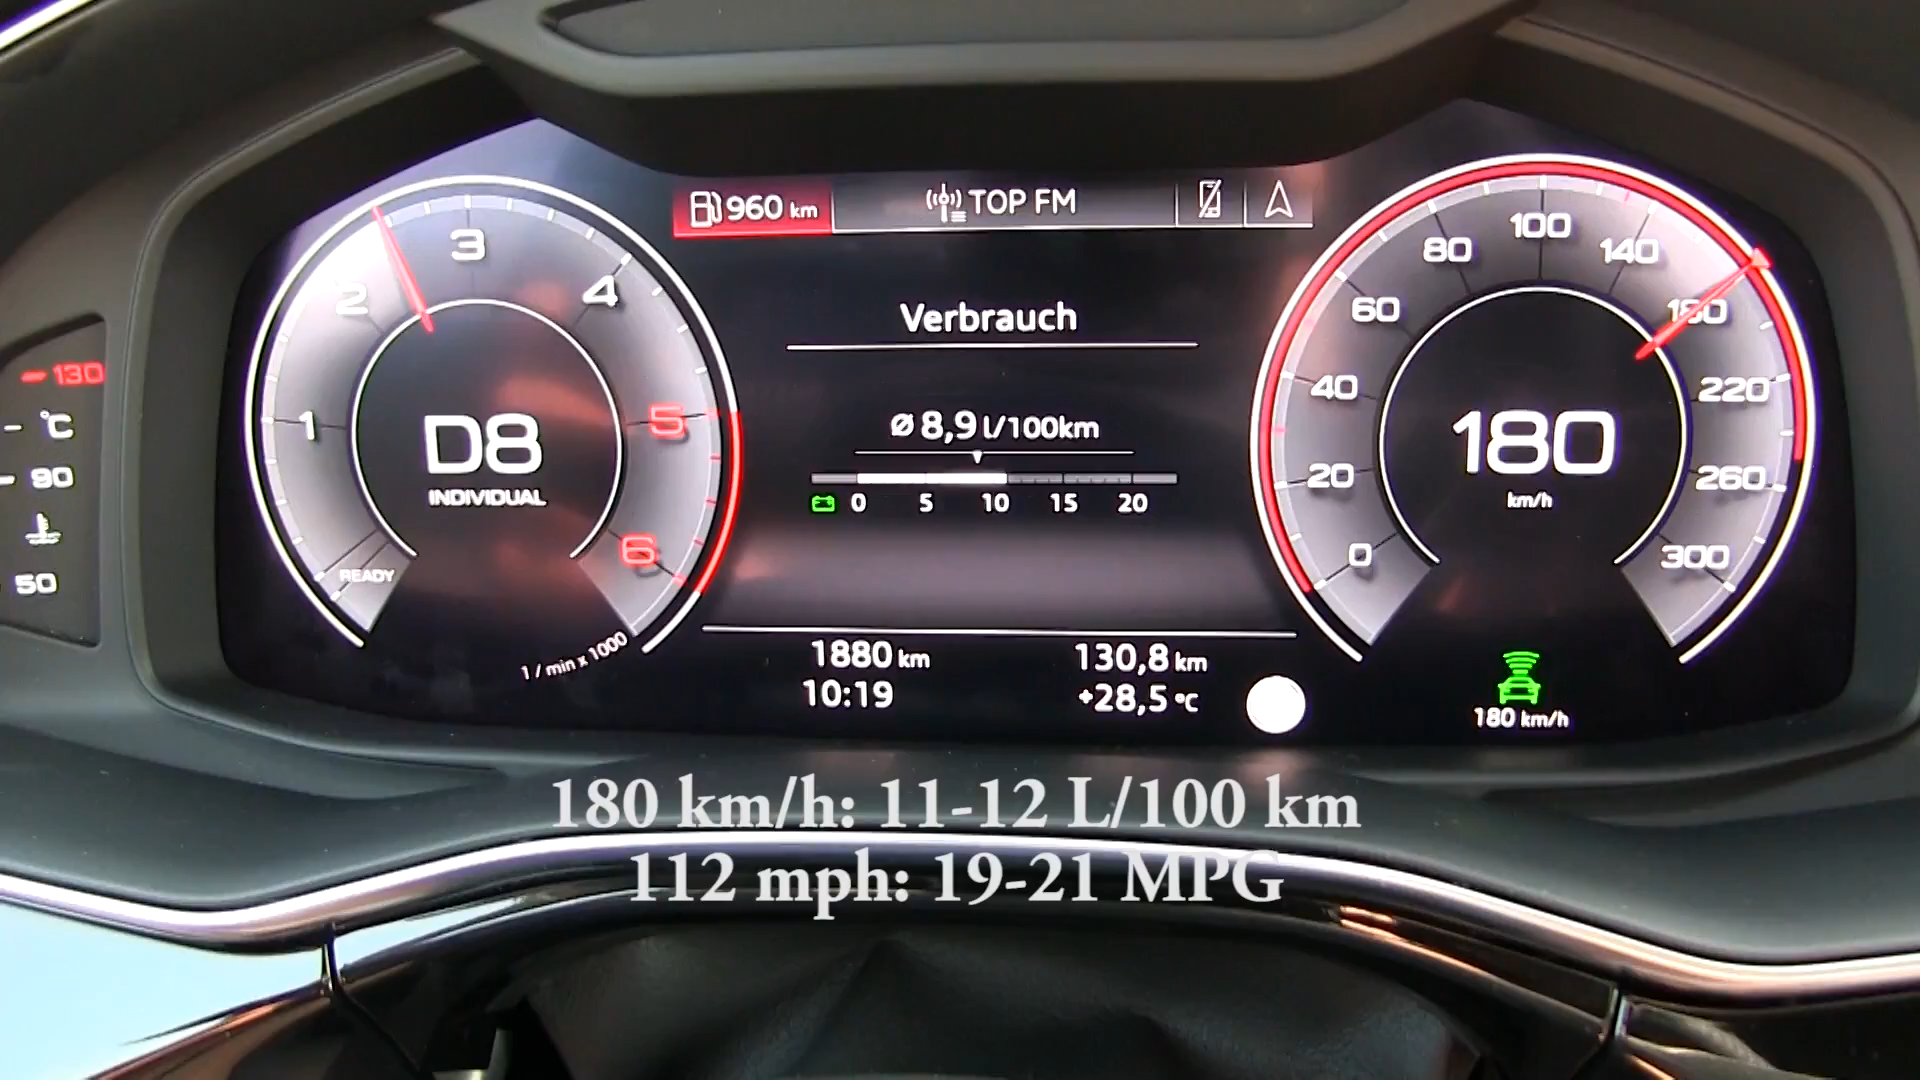 960 km
TOP FM
3
2
4
1
5
6
READY
D8
INDIVIDUAL
1 / min x 1000
130
°C
90
50
Verbrauch
Ø 8,9 l/100km
0 5 10 15 20
1880 km
130,8 km
10:19
+28,5 °C
100
80
140
60
180
40
220
20
260
0
300
180
km/h
180 km/h
180 km/h: 11-12 L/100 km
112 mph: 19-21 MPG